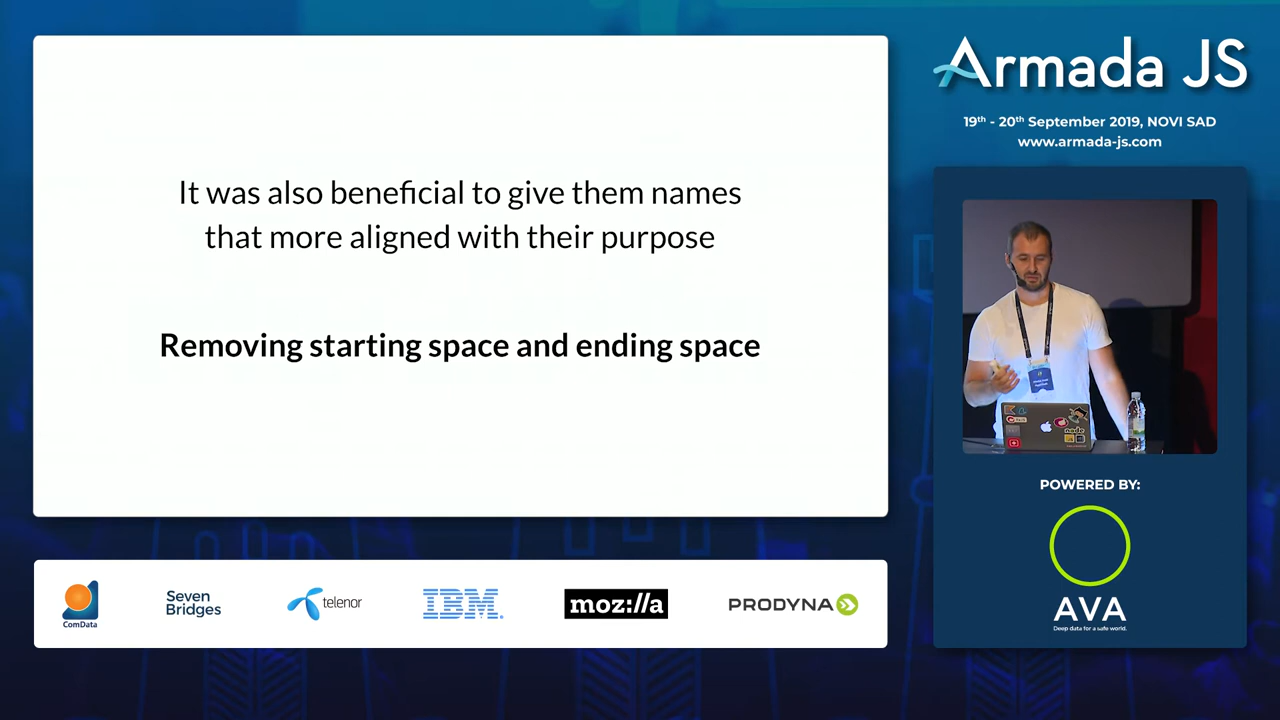 It was also beneficial to give them names
that more aligned with their purpose
Removing starting space and ending space
Armada JS
19th - 20th September 2019, NOVI SAD
www.armada-js.com
POWERED BY:
AVA
Deep data for a safe world.
ComData
Seven
Bridges
telenor
IBM
moz://a
PRODYNA
node